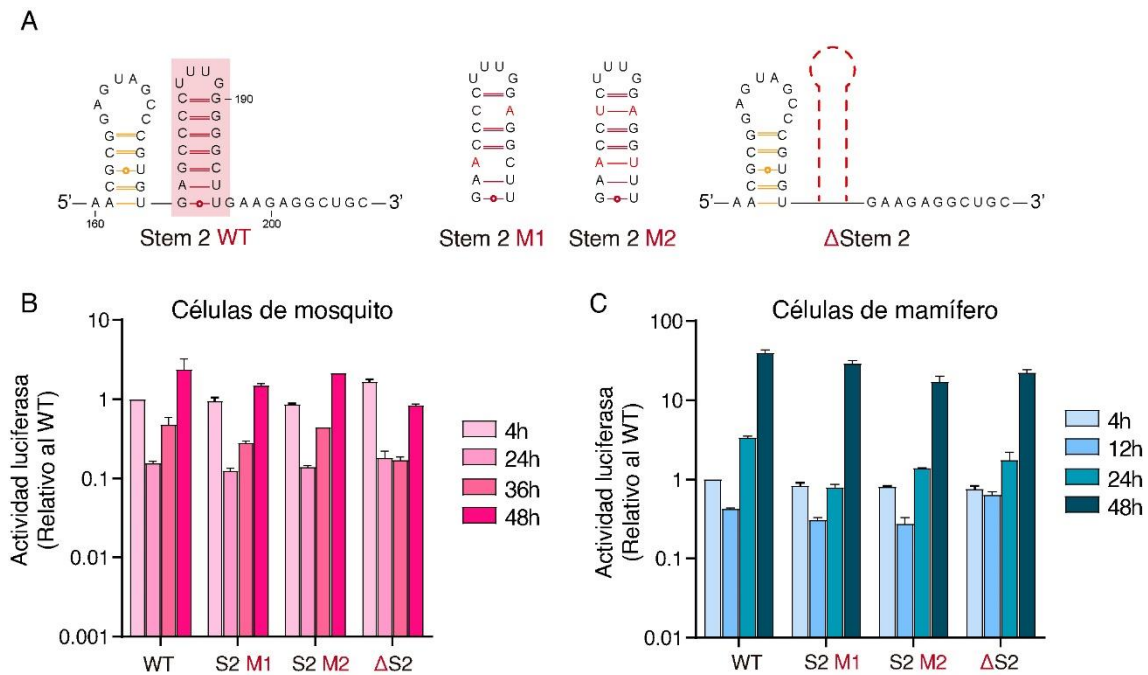 A
5’ A A C G C G G A G U A G C C C G U G U G A G C C C C U U U G G G G C U U G A A G A G G C U G C 3’
160
190
200
Stem 2 WT
G A A C C C C U U U G G A G G C U U
Stem 2 M1
G A A C C U C U U U G G A G G U U U
Stem 2 M2
5’ A A C G C G G A G U A G C C C G U G U G A A G A G G C U G C 3’
ΔStem 2
B
Células de mosquito
Actividad luciferasa
(Relativo al WT)
10
1
0.1
0.01
0.001
WT
S2 M1
S2 M2
ΔS2
4h
24h
36h
48h
C
Células de mamífero
Actividad luciferasa
(Relativo al WT)
100
10
1
0.1
0.01
WT
S2 M1
S2 M2
ΔS2
4h
12h
24h
48h